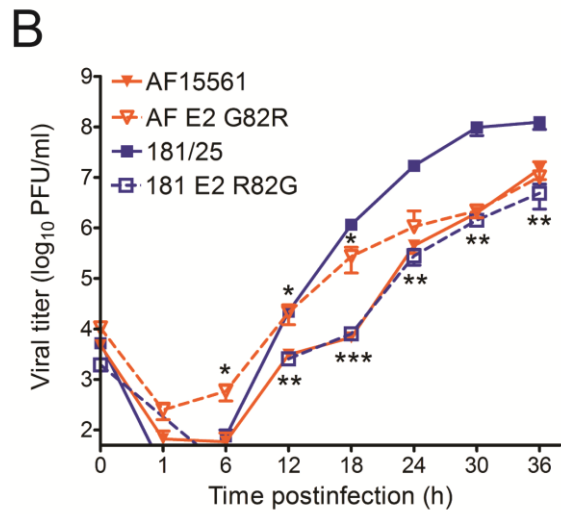 B
AF15561
AF E2 G82R
181/25
181 E2 R82G
Viral titer (log10 PFU/ml)
9
8
7
6
5
4
3
2
* * *
** *** ** ** **
0 1 6 12 18 24 30 36
Time postinfection (h)